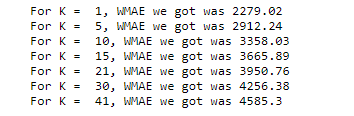 For K =  1, WMAE we got was 2279.02
For K =  5, WMAE we got was 2912.24
For K =  10, WMAE we got was 3358.03
For K =  15, WMAE we got was 3665.89
For K =  21, WMAE we got was 3950.76
For K =  30, WMAE we got was 4256.38
For K =  41, WMAE we got was 4585.3